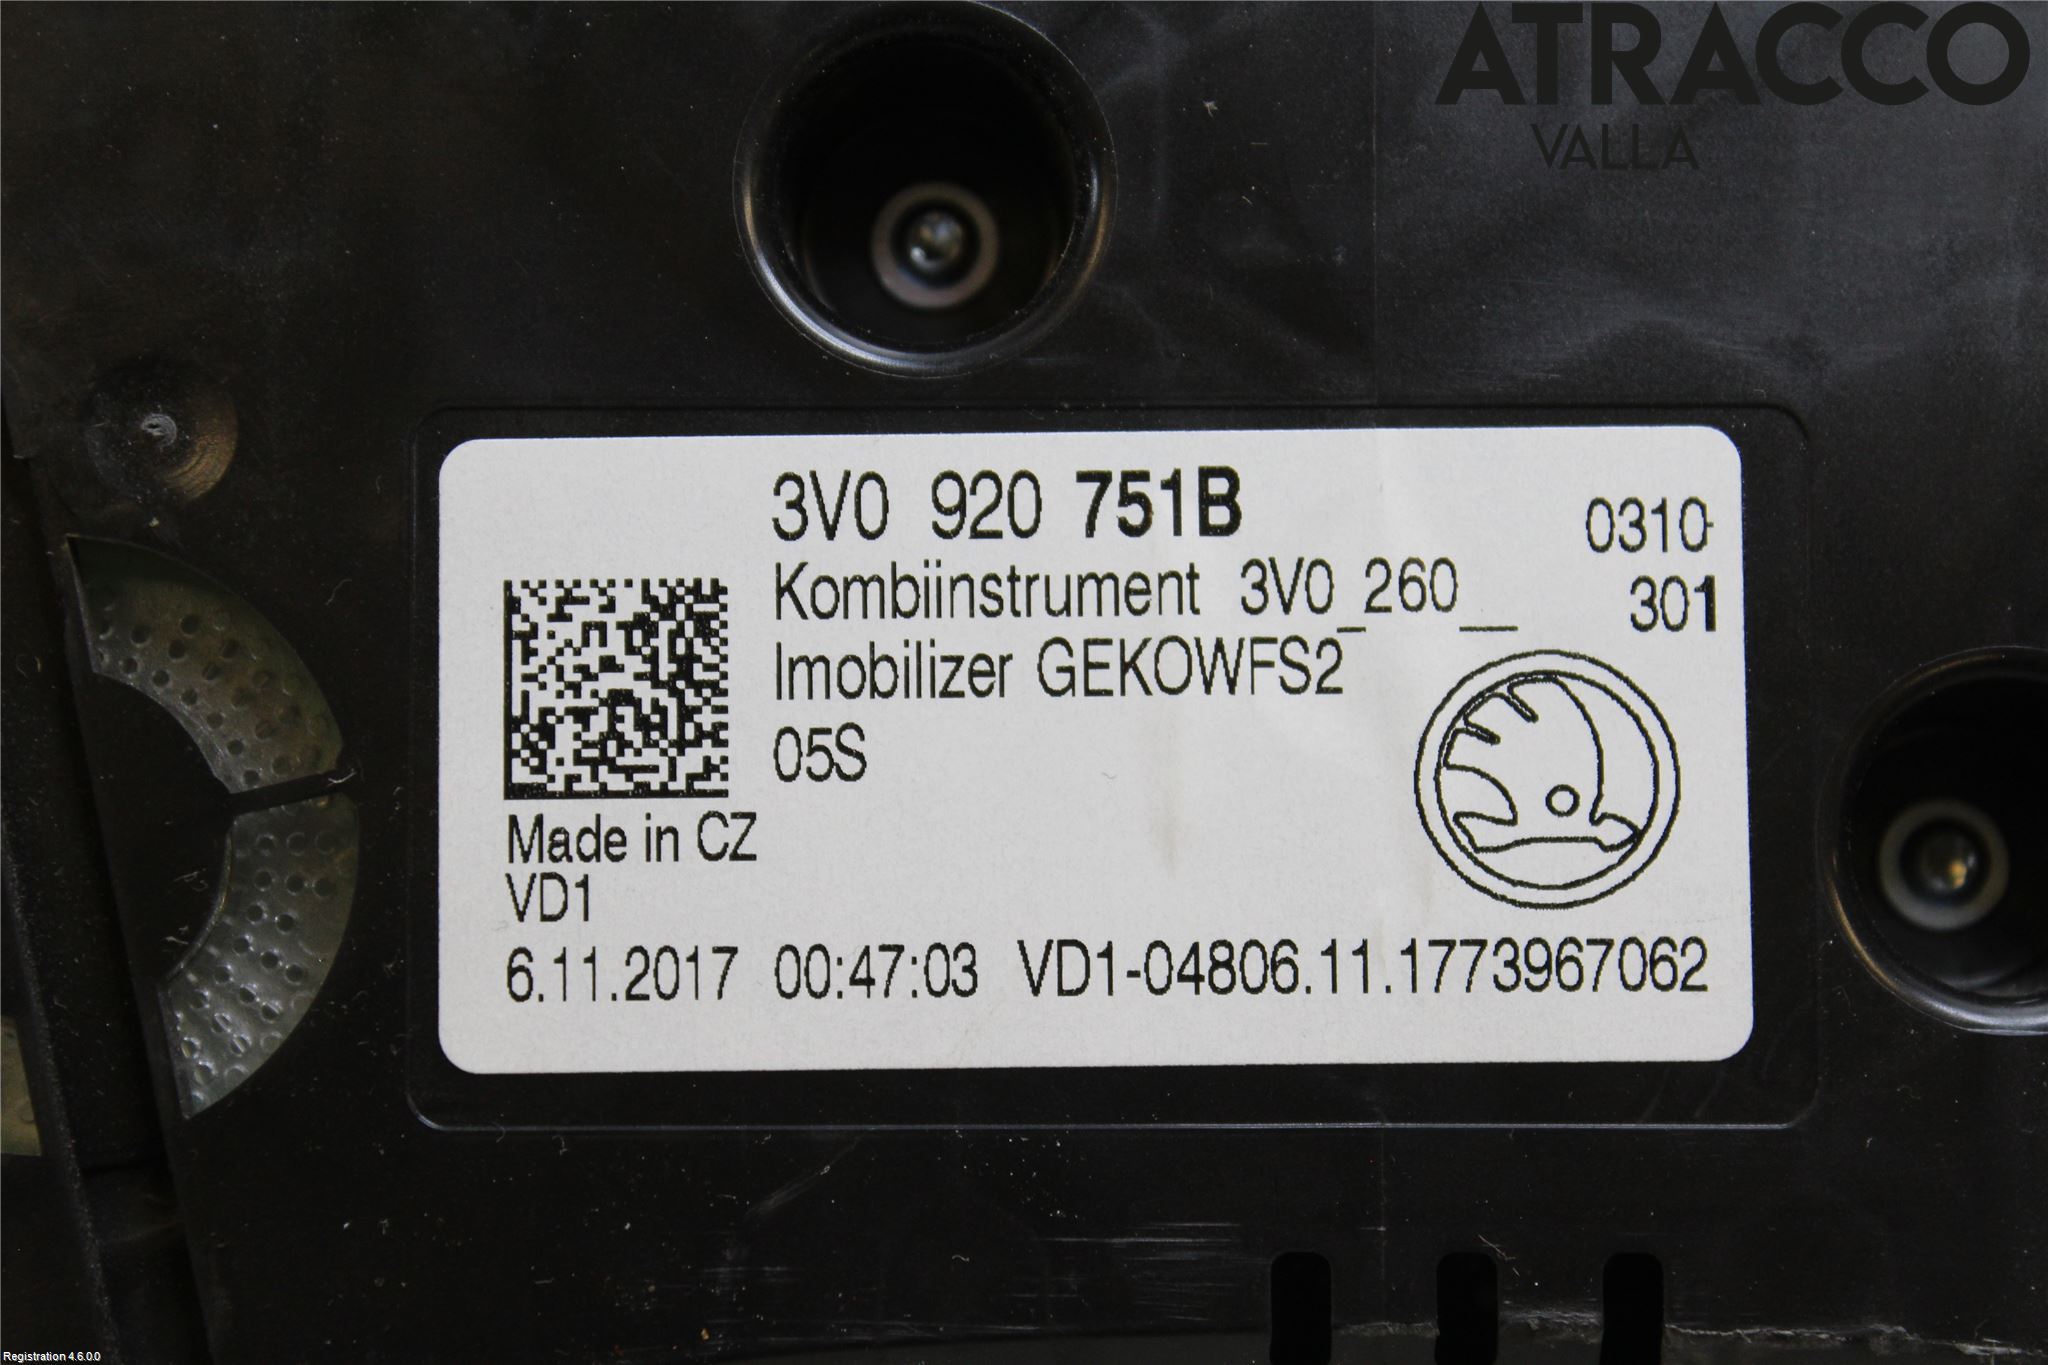 ATRACCO
VALLA
3V0 920 751B
0310
Kombiinstrument 3V0_260__
301
Imobilizer GEKOWFS2
05S
Made in CZ
VD1
6.11.2017 00:47:03 VD1-04806.11.1773967062
Registration 4.6.0.0